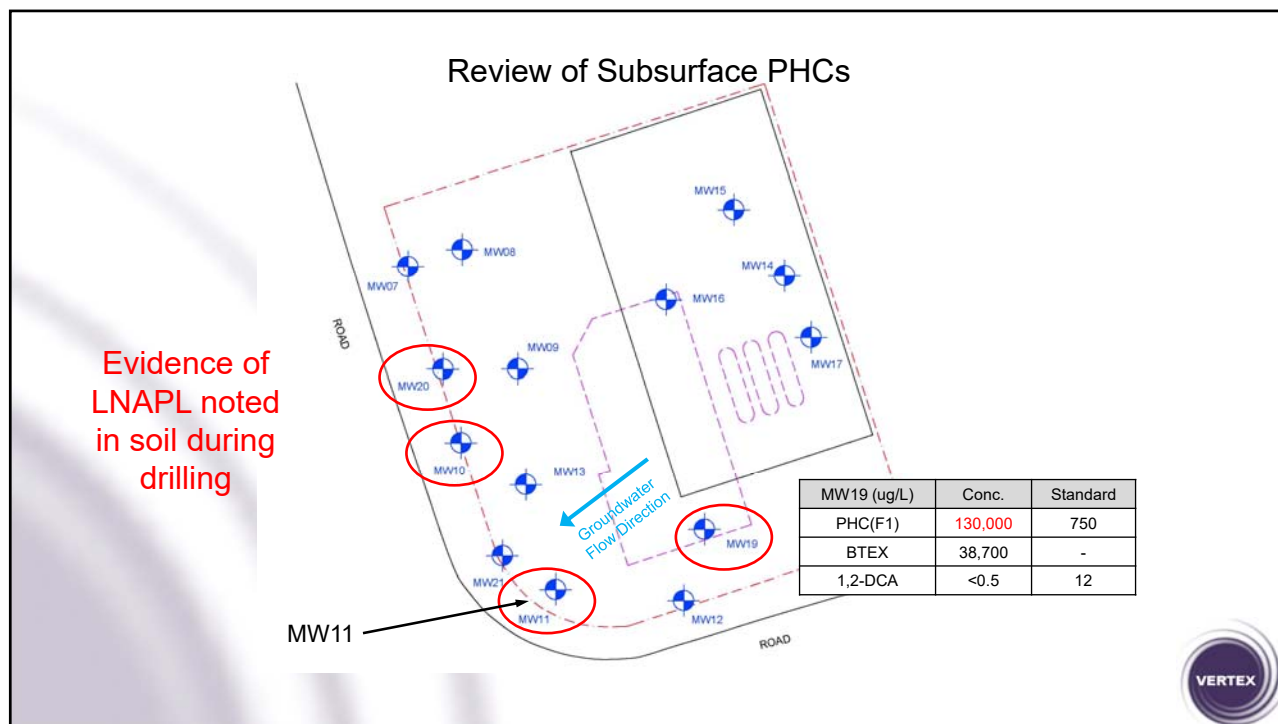 Review of Subsurface PHCs
MW15
MW08
MW14
MW07
MW16
ROAD
MW09
MW17
Evidence of
LNAPL noted
in soil during
drilling
MW20
MW10
MW13
Groundwater
Flow Direction
MW19
MW19 (ug/L) Conc. Standard
PHC(F1) 130,000 750
BTEX 38,700 -
1,2-DCA <0.5 12
MW21
MW11
MW12
MW11
ROAD
VERTEX